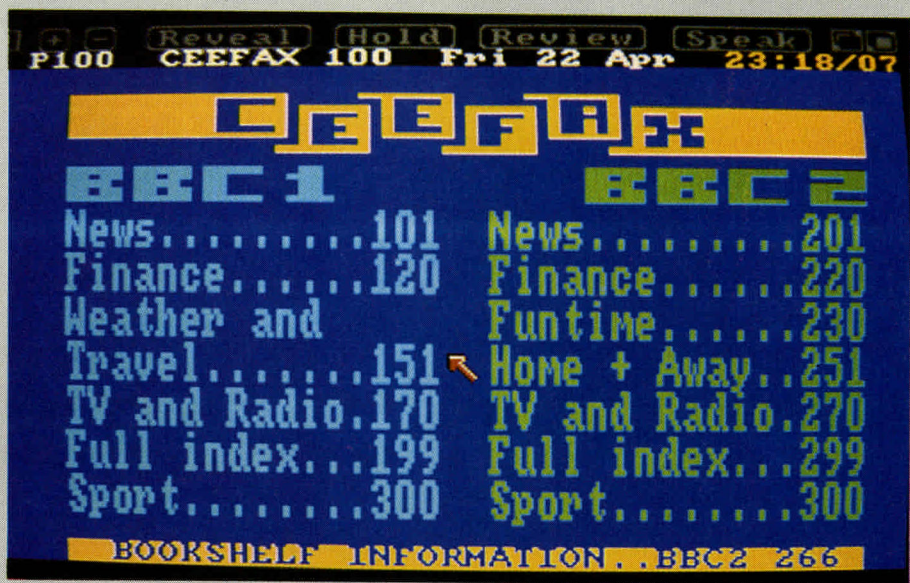 + - Reveal Hold Review Speak
P100 CEEFAX 100 Fri 22 Apr 23:18/07
CEEFAX
BBC1 BBC2
News.........101 News.........201
Finance......120 Finance......220
Weather and Funtime......230
Travel.......151 Home + Away..251
TV and Radio.170 TV and Radio.270
Full index...199 Full index...299
Sport........300 Sport........300
BOOKSHELF INFORMATION..BBC2 266